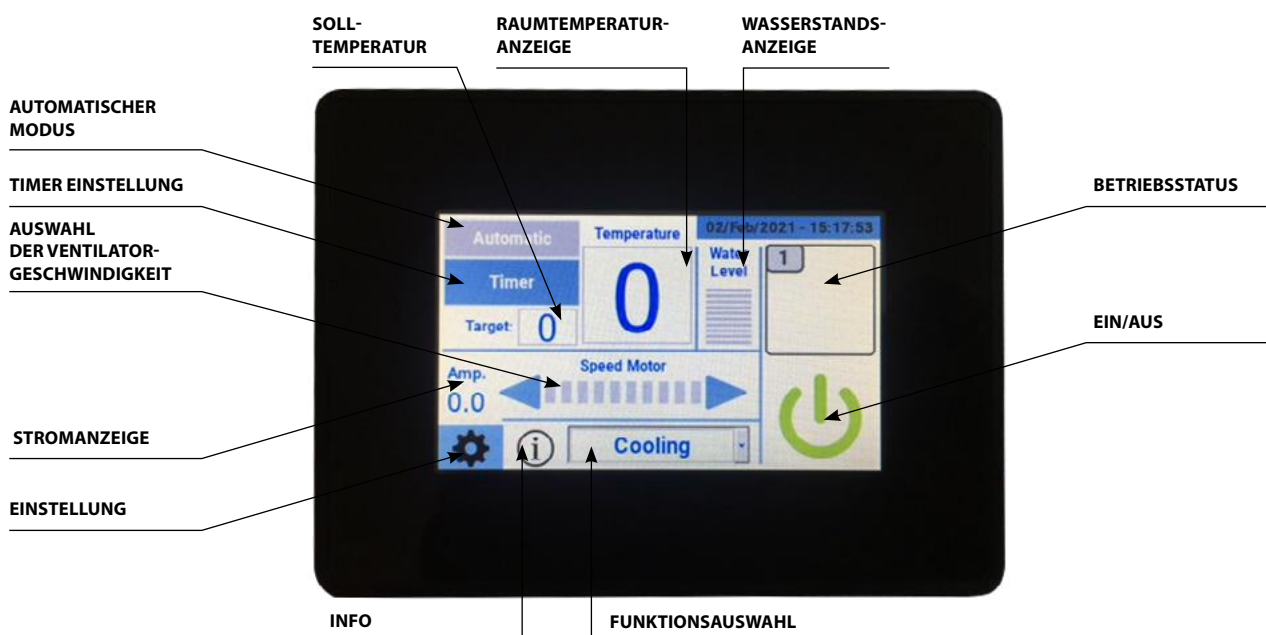 SOLL-
TEMPERATUR
RAUMTEMPERATUR-
ANZEIGE
WASSERSTANDS-
ANZEIGE
AUTOMATISCHER
MODUS
TIMER EINSTELLUNG
AUSWAHL
DER VENTILATOR-
GESCHWINDIGKEIT
STROMANZEIGE
EINSTELLUNG
BETRIEBSSTATUS
EIN/AUS
Automatic
Timer
Target: 0
Temperature
0
02/Feb/2021 - 15:17:53
Water
Level
1
Amp.
0.0
Speed Motor
i
Cooling
INFO
FUNKTIONSAUSWAHL